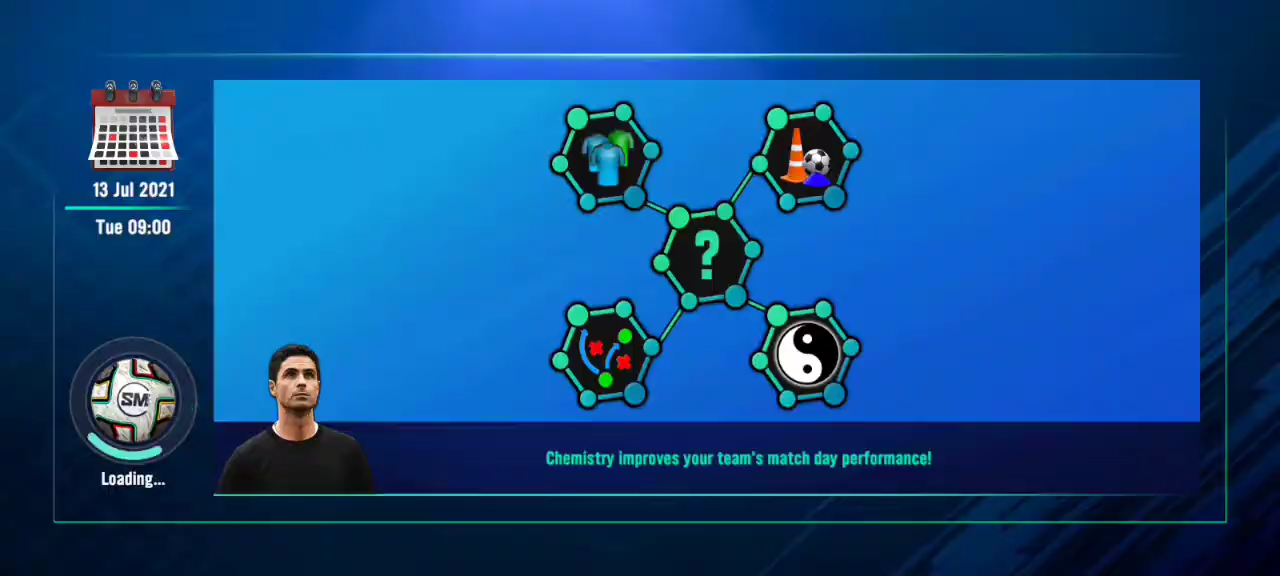 13 Jul 2021
Tue 09:00
?
SM
Loading...
Chemistry improves your team's match day performance!